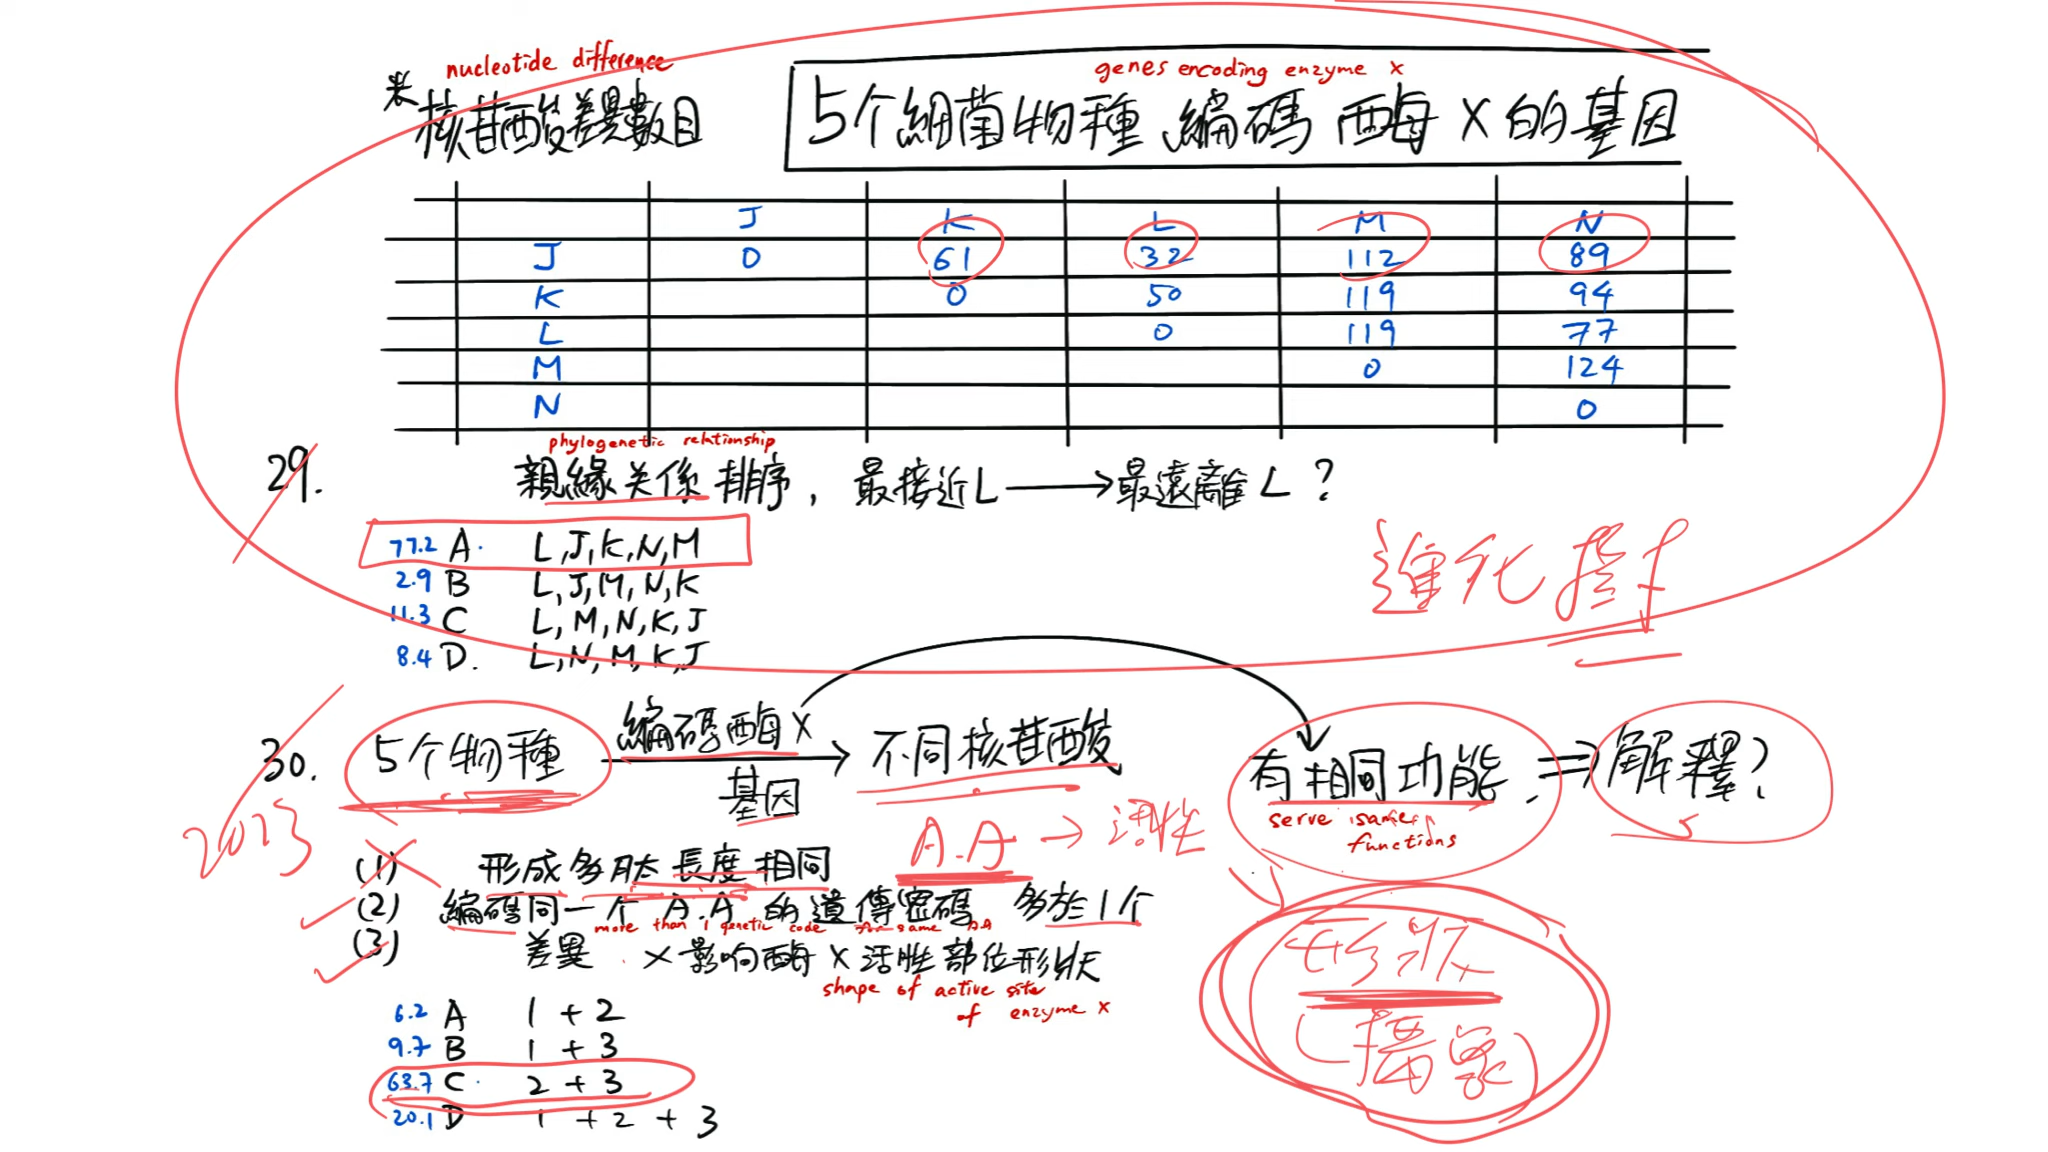 nucleotide difference
*核苷酸差異數目
genes encoding enzyme X
5个細菌物種 編碼 酶 X 的基因
J K L M N
J 0 61 32 112 89
K 0 50 119 94
L 0 119 77
M 0 124
N 0
phylogenetic relationship
29. 親緣关係排序, 最接近L → 最遠離L?
77.2 A. L, J, K, N, M
2.9 B L, J, M, N, K
11.3 C L, M, N, K, J
8.4 D. L, N, M, K, J
進化
30. 5个物種 編碼酶X 基因 → 不同核苷酸 有相同功能. ⇒ 解釋?
serve same functions
2023
A.A → 活性
(1) 形成多肽長度相同
(2) 編碼同一个 A.A 的遺傳密碼 多於1个
more than 1 genetic code for same AA
(3) 差異 X影响酶X活性部位形狀
shape of active site of enzyme X
形狀
6.2 A 1 + 2
9.7 B 1 + 3
63.7 C. 2 + 3
20.1 D 1 + 2 + 3